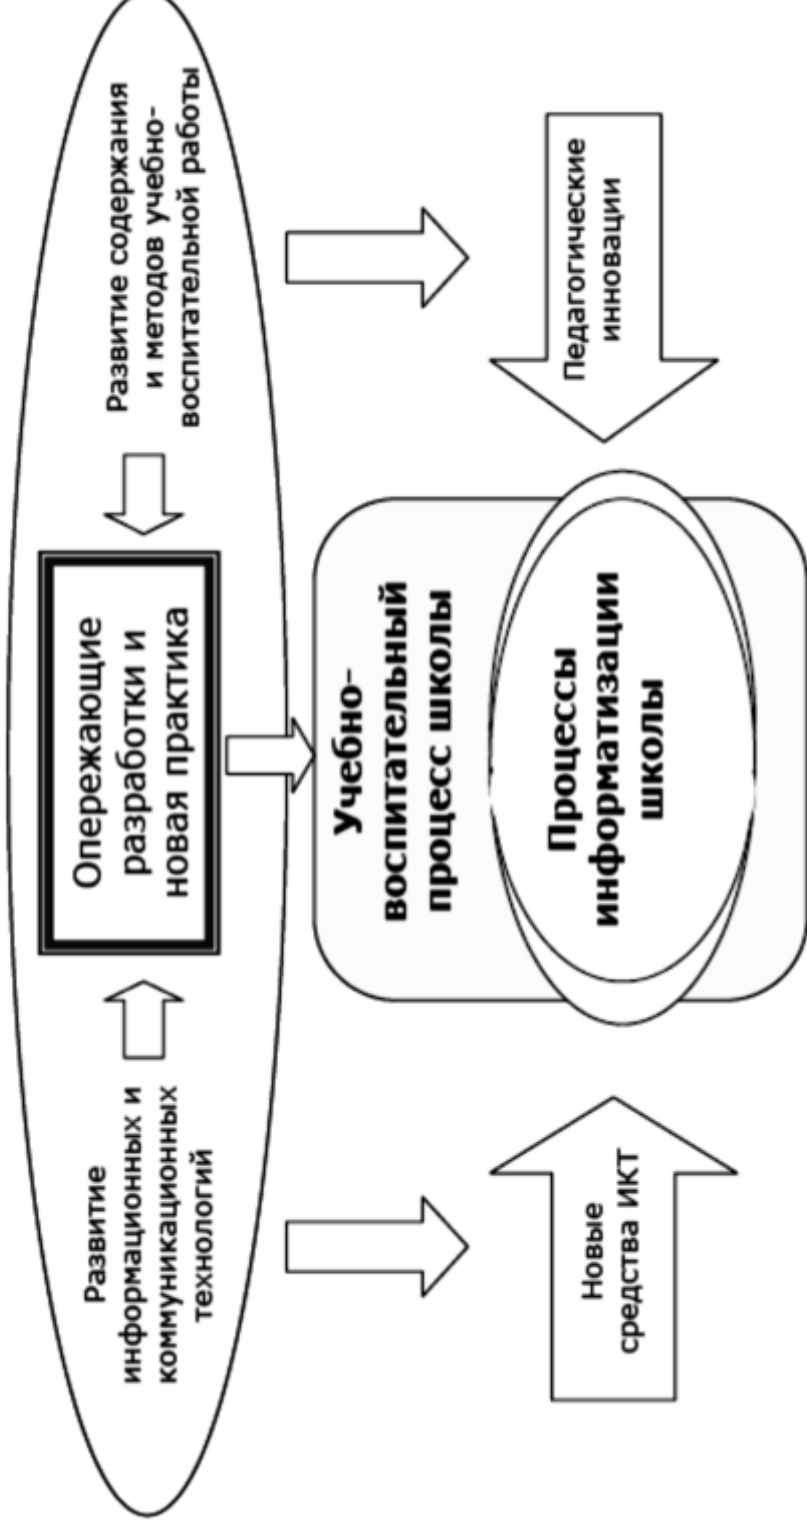 Развитие
информационных и
коммуникационных
технологий
Опережающие
разработки и
новая практика
Развитие содержания
и методов учебно-
воспитательной работы
Учебно-
воспитательный
процесс школы
Новые
средства ИКТ
Процессы
информатизации
школы
Педагогические
инновации